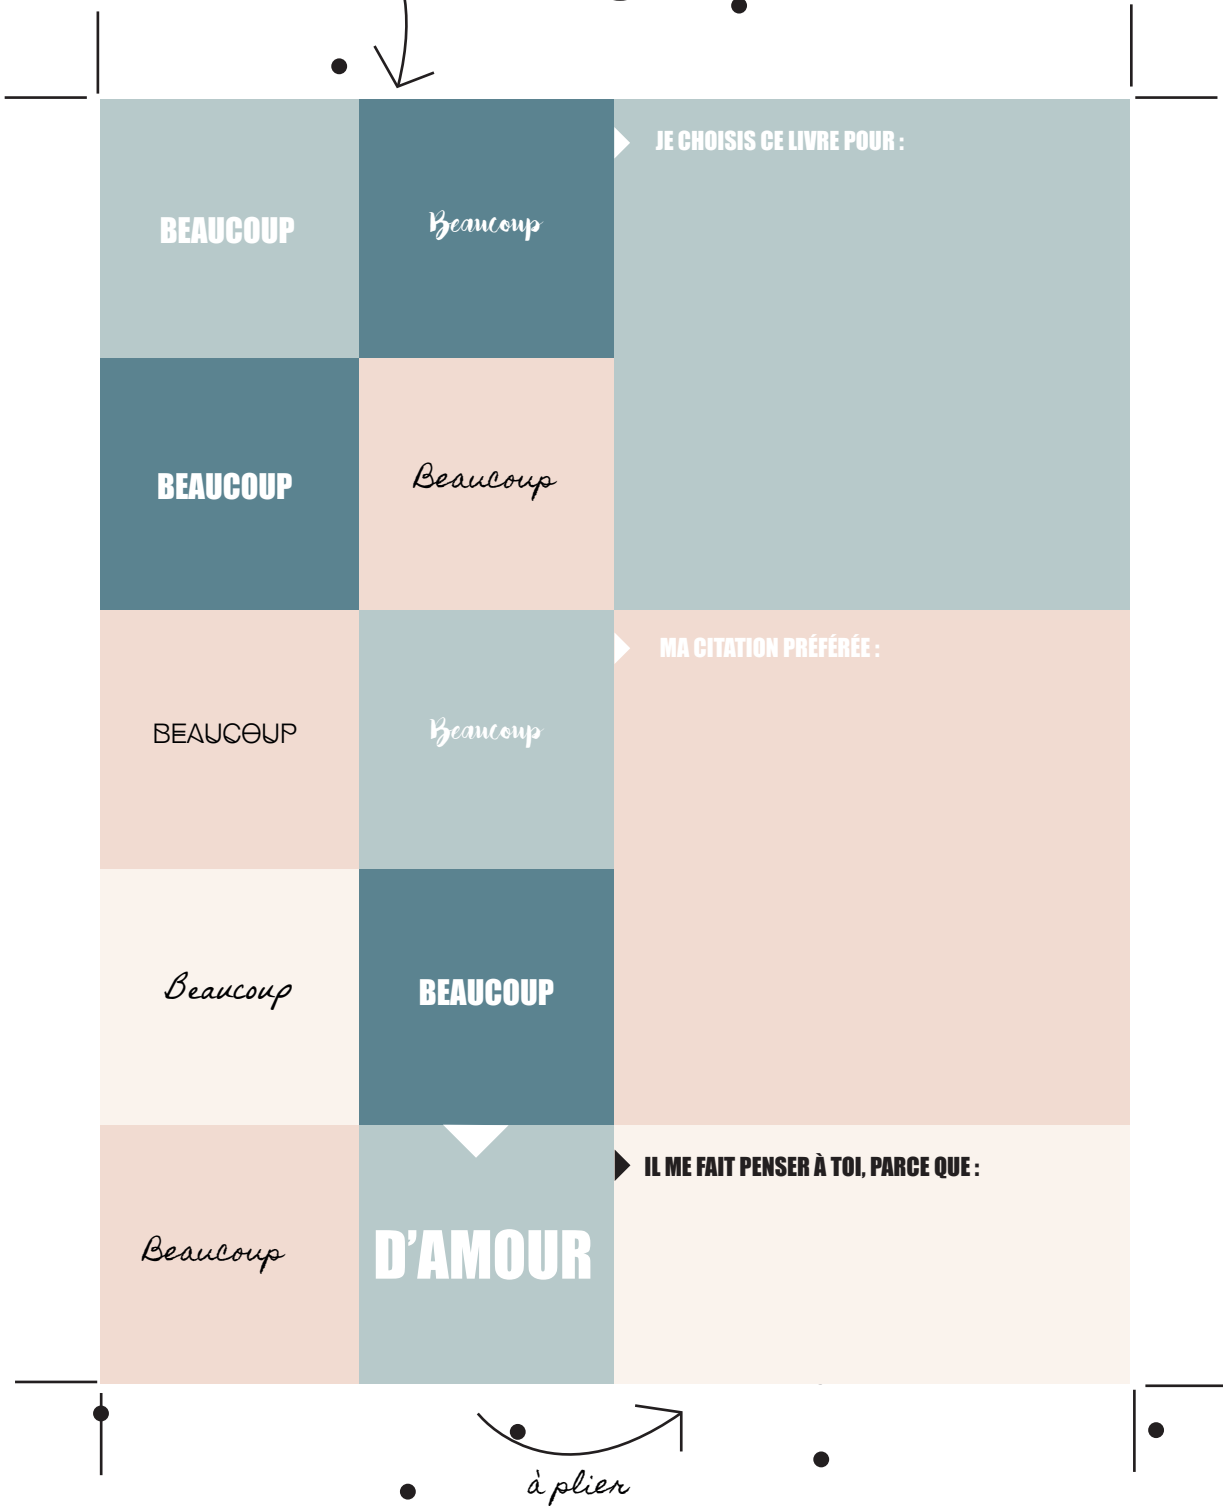 BEAUCOUP
Beaucoup
BEAUCOUP
Beaucoup
BEAUCOUP
Beaucoup
Beaucoup
BEAUCOUP
Beaucoup
D'AMOUR
JE CHOISIS CE LIVRE POUR :
MA CITATION PRÉFÉRÉE :
IL ME FAIT PENSER À TOI, PARCE QUE :
à plier